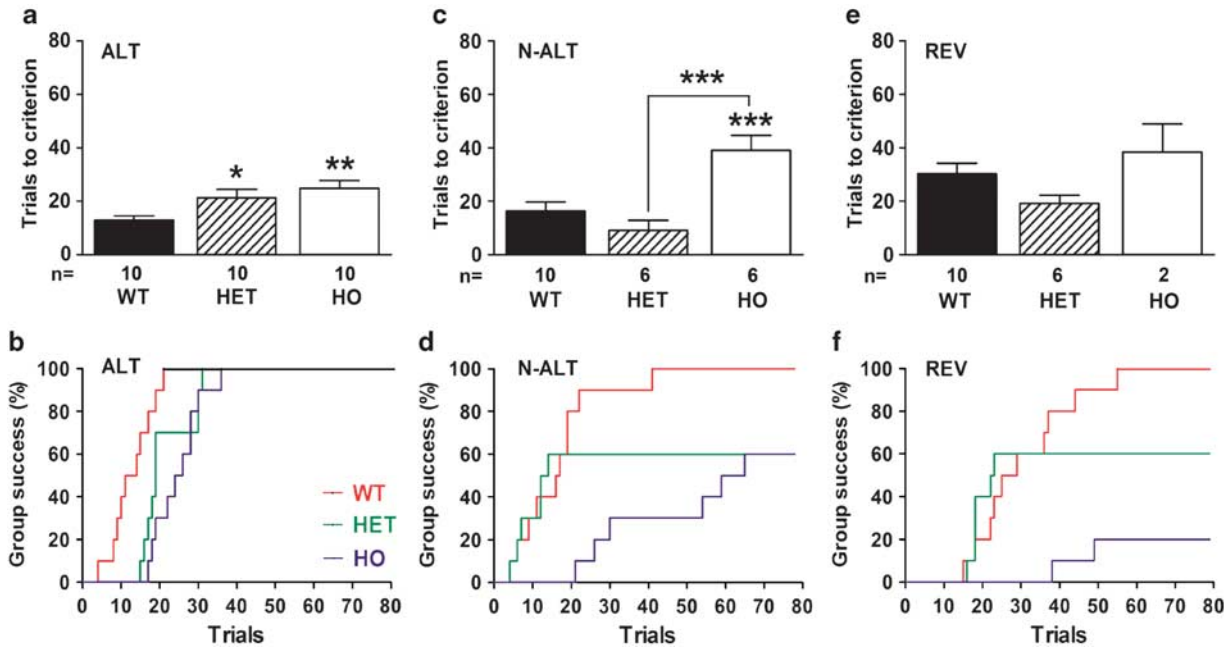 a
ALT
Trials to criterion
80
60
40
20
0
*
**
n=
10 10 10
WT HET HO
c
N-ALT
Trials to criterion
80
60
40
20
0
***
***
10 6 6
WT HET HO
e
REV
Trials to criterion
80
60
40
20
0
10 6 2
WT HET HO
b
ALT
Group success (%)
100
80
60
40
20
0
WT
HET
HO
0 10 20 30 40 50 60 70 80
Trials
d
N-ALT
Group success (%)
100
80
60
40
20
0
0 10 20 30 40 50 60 70 80
Trials
f
REV
Group success (%)
100
80
60
40
20
0
0 10 20 30 40 50 60 70 80
Trials